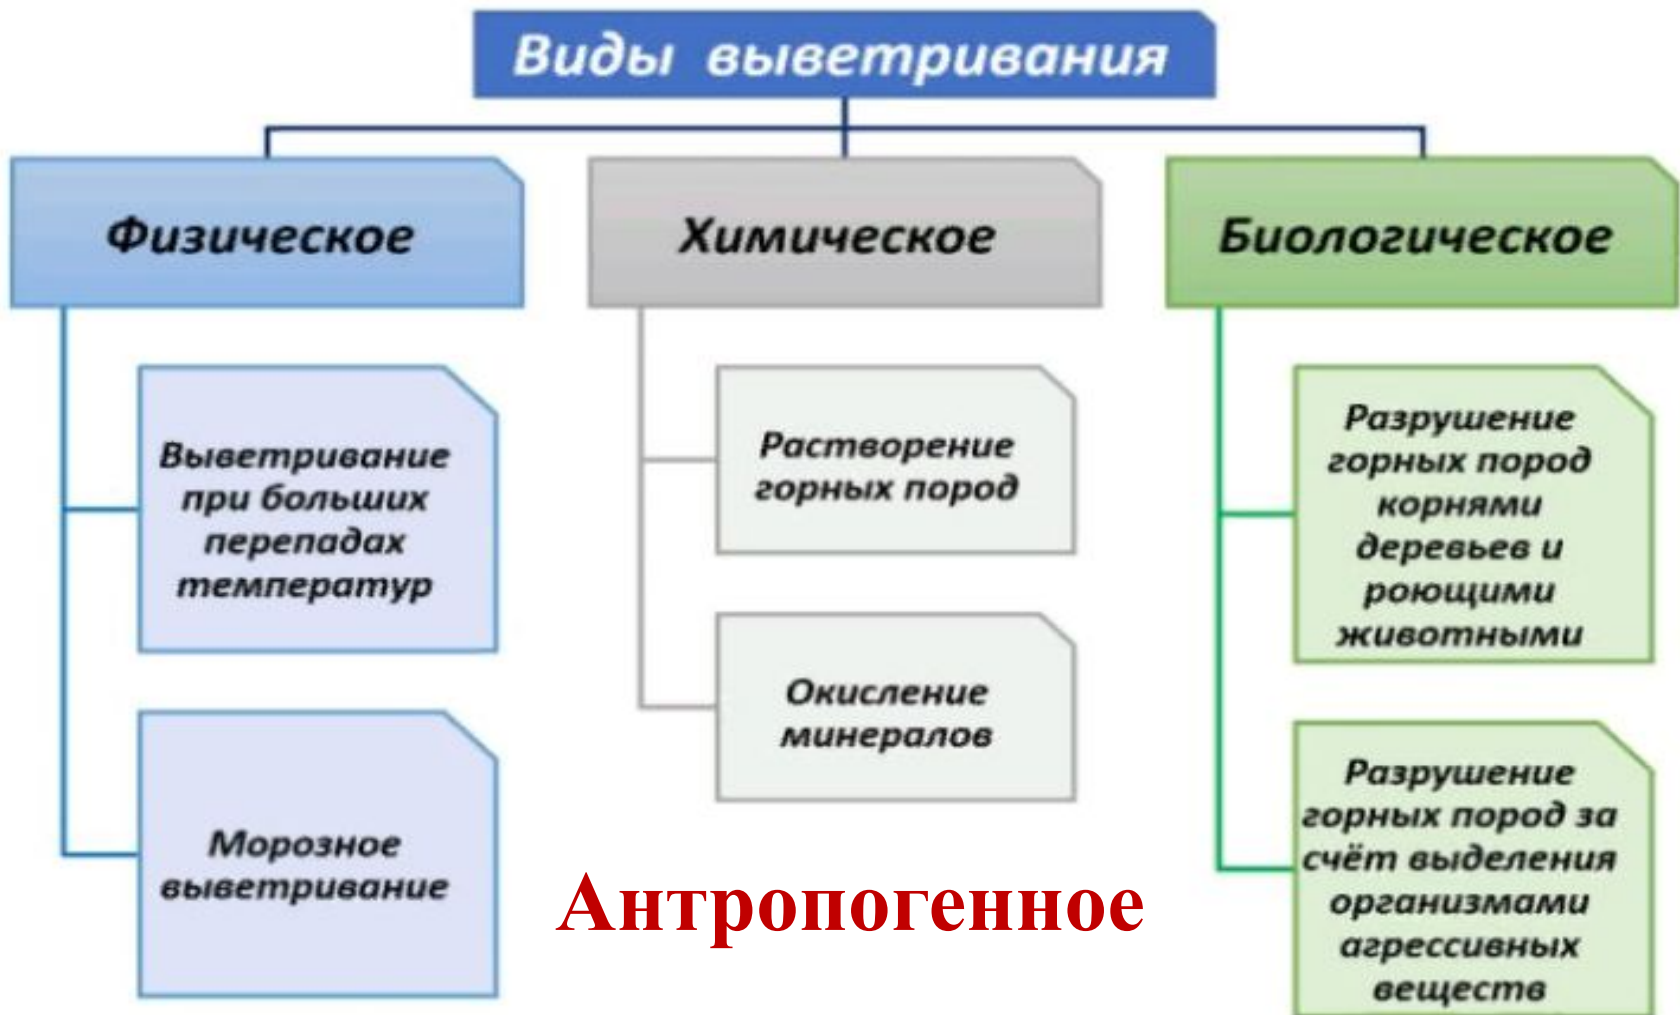 Виды выветривания
Физическое
Химическое
Биологическое
Выветривание
при больших
перепадах
температур
Морозное
выветривание
Растворение
горных пород
Окисление
минералов
Разрушение
горных пород
корнями
деревьев и
роющими
животными
Разрушение
горных пород за
счёт выделения
организмами
агрессивных
веществ
Антропогенное